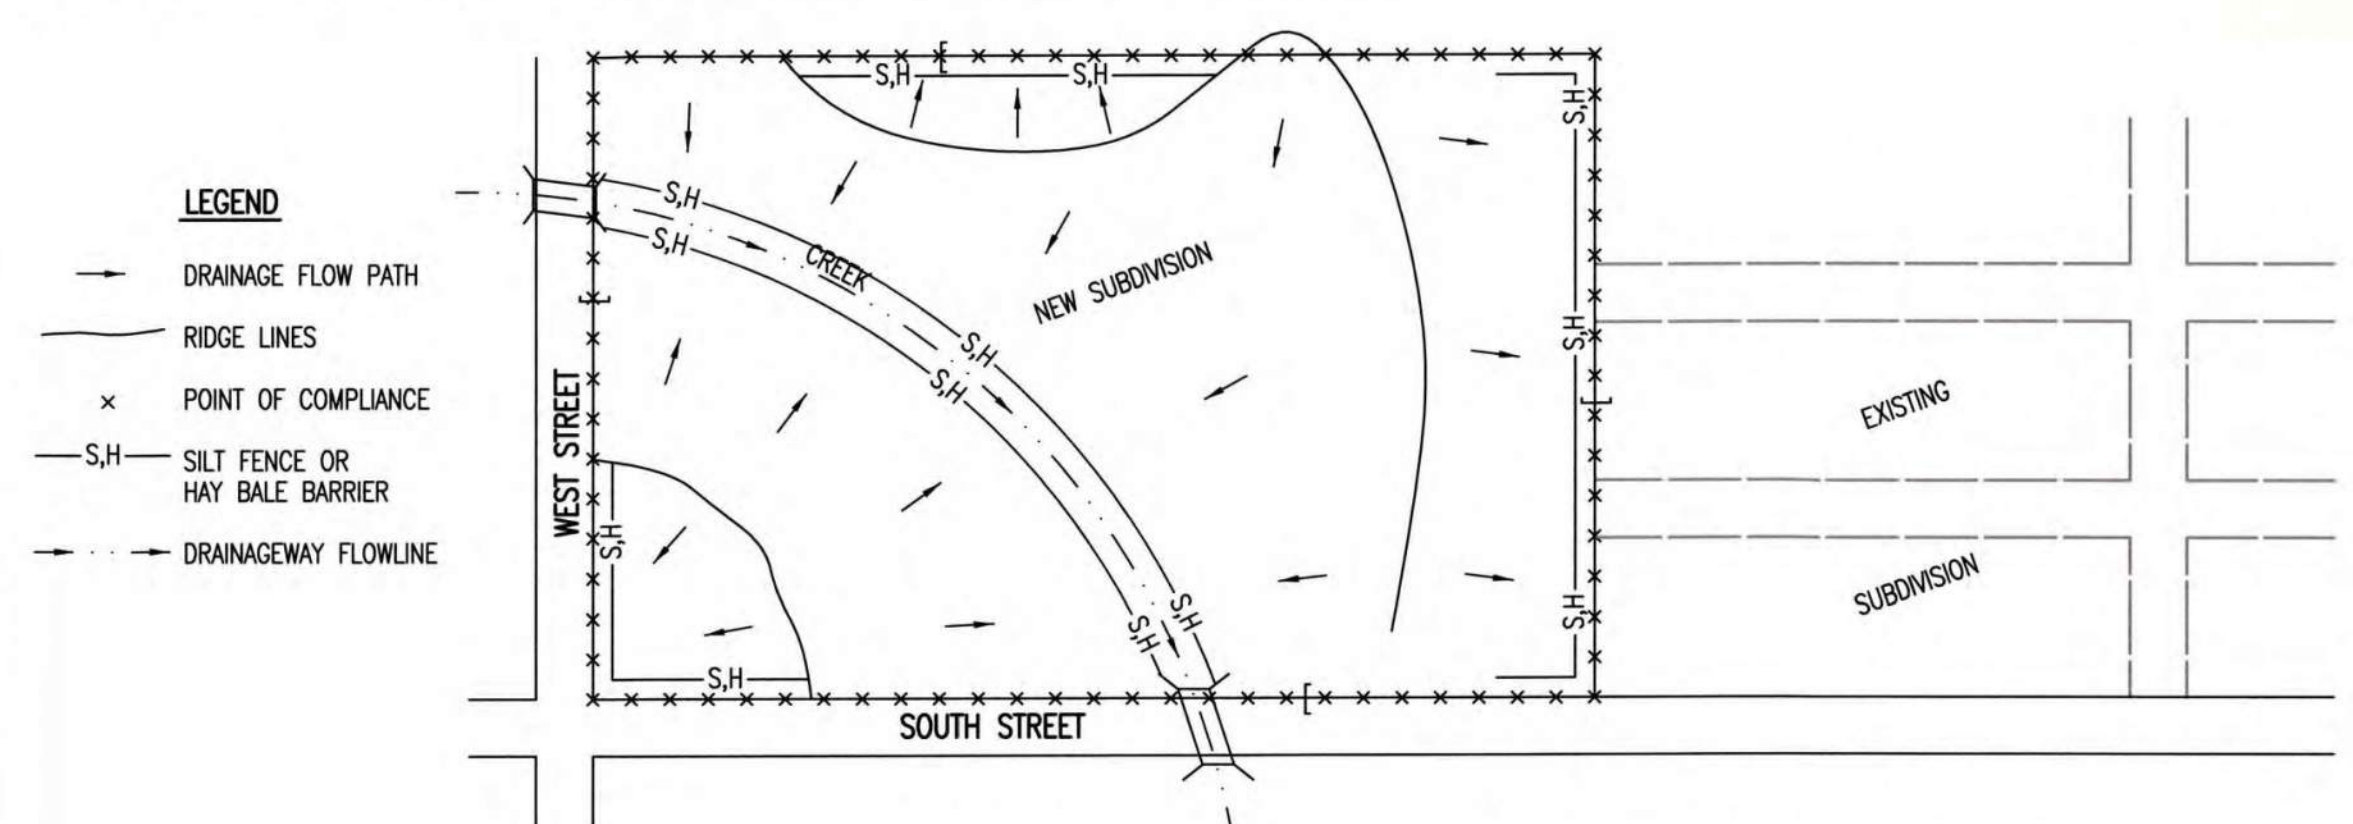 LEGEND
DRAINAGE FLOW PATH
RIDGE LINES
POINT OF COMPLIANCE
S,H
SILT FENCE OR
HAY BALE BARRIER
DRAINAGEWAY FLOWLINE
S,H
S,H
S,H
S,H
S,H
CREEK
NEW SUBDIVISION
S,H
S,H
S,H
WEST STREET
S,H
S,H
S,H
S,H
S,H
SOUTH STREET
EXISTING
SUBDIVISION